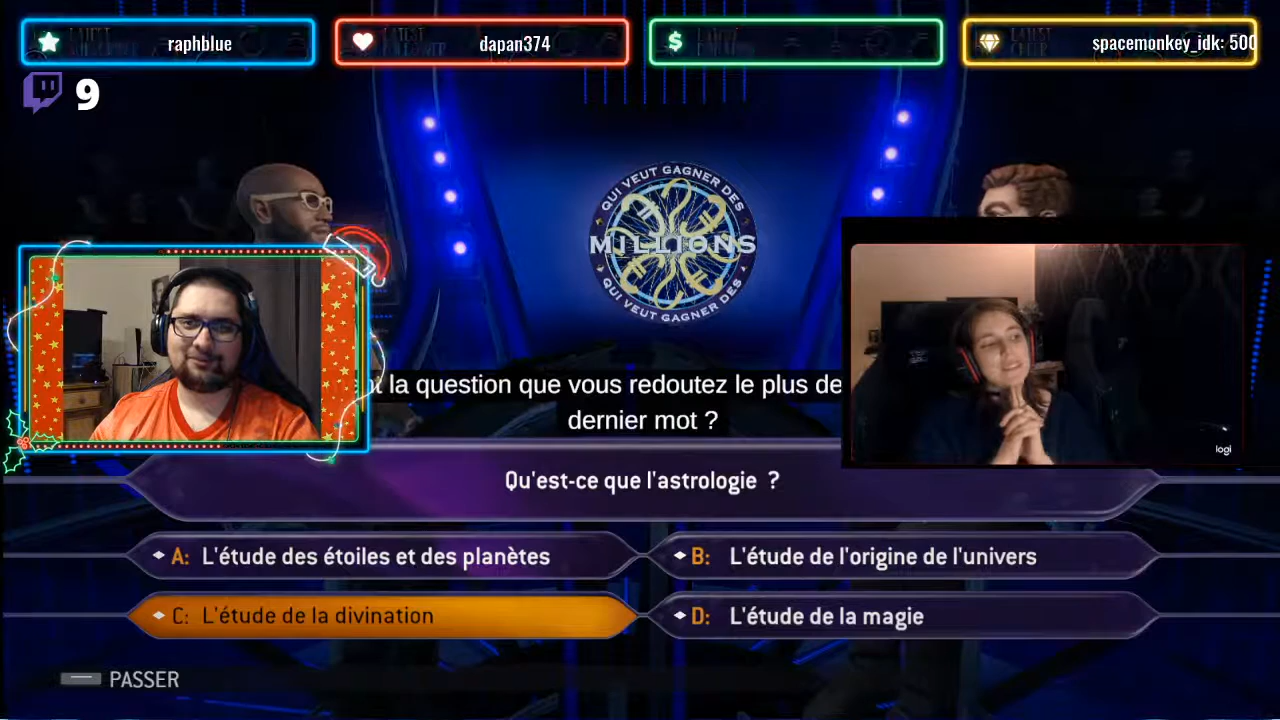 raphblue
dapan374
spacemonkey_idk: 500
9
QUI VEUT GAGNER DES
MILLIONS
QUI VEUT GAGNER DES
la question que vous redoutez le plus de
dernier mot ?
logi
Qu'est-ce que l'astrologie ?
A: L'étude des étoiles et des planètes
B: L'étude de l'origine de l'univers
C: L'étude de la divination
D: L'étude de la magie
PASSER